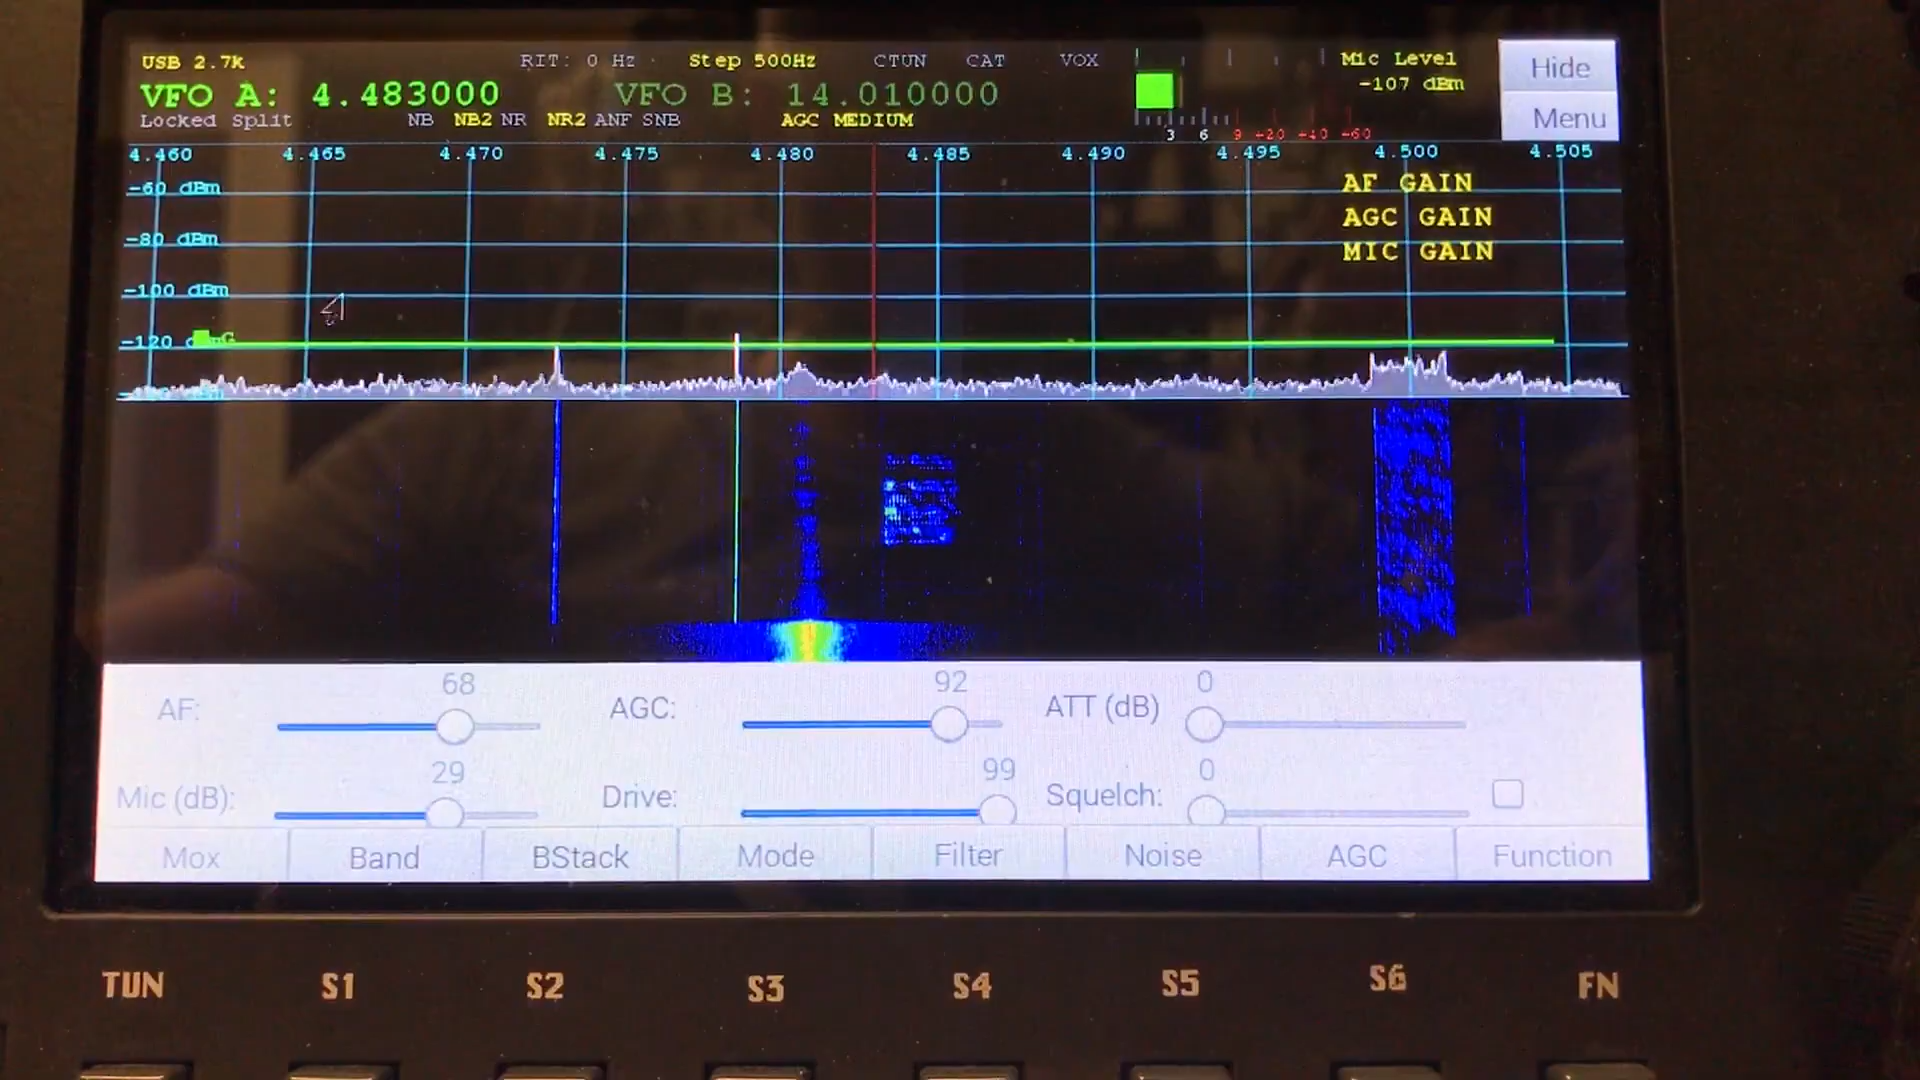 USB 2.7k RIT: 0 Hz Step 500Hz CTUN CAT VOX Mic Level
-107 dBm
VFO A: 4.483000 VFO B: 14.010000
Locked Split NB NB2 NR NR2 ANF SNB AGC MEDIUM
3 6 9 +20 +40 +60
Hide
Menu
4.460 4.465 4.470 4.475 4.480 4.485 4.490 4.495 4.500 4.505
-60 dBm
-80 dBm
-100 dBm
-120
AF GAIN
AGC GAIN
MIC GAIN
AF: 68 AGC: 92 ATT (dB) 0
Mic (dB): 29 Drive: 99 Squelch: 0
Mox Band BStack Mode Filter Noise AGC Function
TUN S1 S2 S3 S4 S5 S6 FN